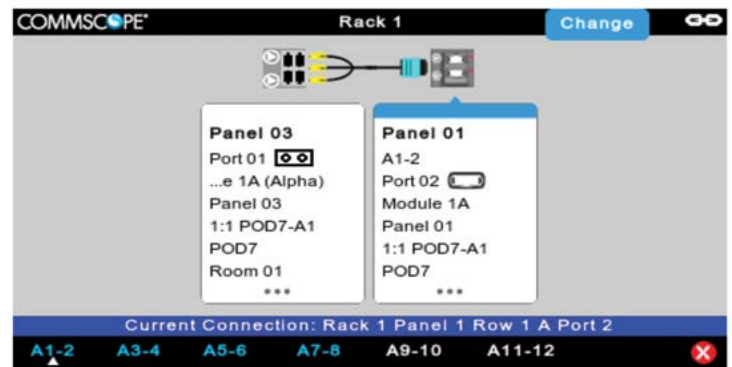 COMMSCOPE®
Rack 1
Change
Panel 03
Port 01
...e 1A (Alpha)
Panel 03
1:1 POD7-A1
POD7
Room 01
...
Panel 01
A1-2
Port 02
Module 1A
Panel 01
1:1 POD7-A1
POD7
...
Current Connection: Rack 1 Panel 1 Row 1 A Port 2
A1-2 A3-4 A5-6 A7-8 A9-10 A11-12